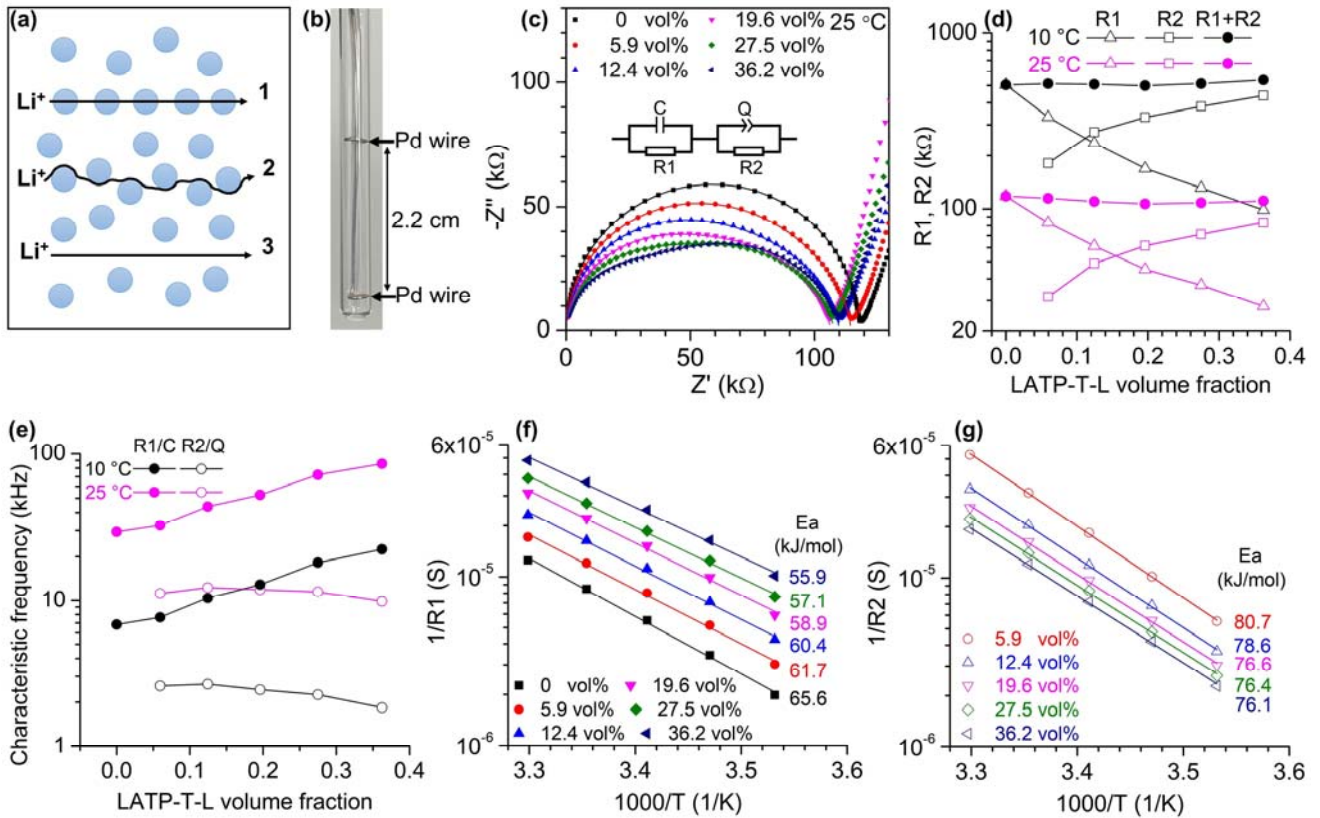 (a)
Li⁺
1
Li⁺
2
Li⁺
3
(b)
Pd wire
2.2 cm
Pd wire
(c)
0 vol%
19.6 vol%
25 °C
5.9 vol%
27.5 vol%
12.4 vol%
36.2 vol%
130
100
50
0
-Z'' (kΩ)
C
Q
R1
R2
0
50
100
Z' (kΩ)
(d)
R1 R2 R1+R2
10 °C
25 °C
1000
100
20
R1, R2 (kΩ)
0.0 0.1 0.2 0.3 0.4
LATP-T-L volume fraction
(e)
R1/C R2/Q
10 °C
25 °C
100
10
1
Characteristic frequency (kHz)
0.0 0.1 0.2 0.3 0.4
LATP-T-L volume fraction
(f)
6x10⁻⁵
10⁻⁵
10⁻⁶
1/R1 (S)
Ea
(kJ/mol)
55.9
57.1
58.9
60.4
61.7
65.6
0 vol%
19.6 vol%
5.9 vol%
27.5 vol%
12.4 vol%
36.2 vol%
3.3 3.4 3.5 3.6
1000/T (1/K)
(g)
6x10⁻⁵
10⁻⁵
10⁻⁶
1/R2 (S)
Ea
(kJ/mol)
80.7
78.6
76.6
76.4
76.1
5.9 vol%
12.4 vol%
19.6 vol%
27.5 vol%
36.2 vol%
3.3 3.4 3.5 3.6
1000/T (1/K)